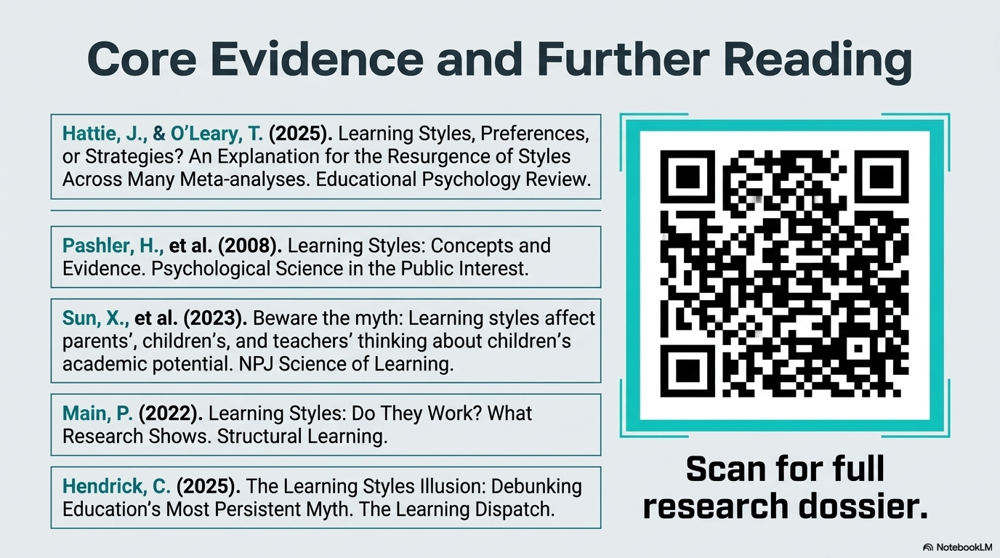 Core Evidence and Further Reading
Hattie, J., & O’Leary, T. (2025). Learning Styles, Preferences,
or Strategies? An Explanation for the Resurgence of Styles
Across Many Meta-analyses. Educational Psychology Review.
Pashler, H., et al. (2008). Learning Styles: Concepts and
Evidence. Psychological Science in the Public Interest.
Sun, X., et al. (2023). Beware the myth: Learning styles affect
parents’, children’s, and teachers’ thinking about children’s
academic potential. NPJ Science of Learning.
Main, P. (2022). Learning Styles: Do They Work? What
Research Shows. Structural Learning.
Hendrick, C. (2025). The Learning Styles Illusion: Debunking
Education’s Most Persistent Myth. The Learning Dispatch.
Scan for full
research dossier.
NotebookLM